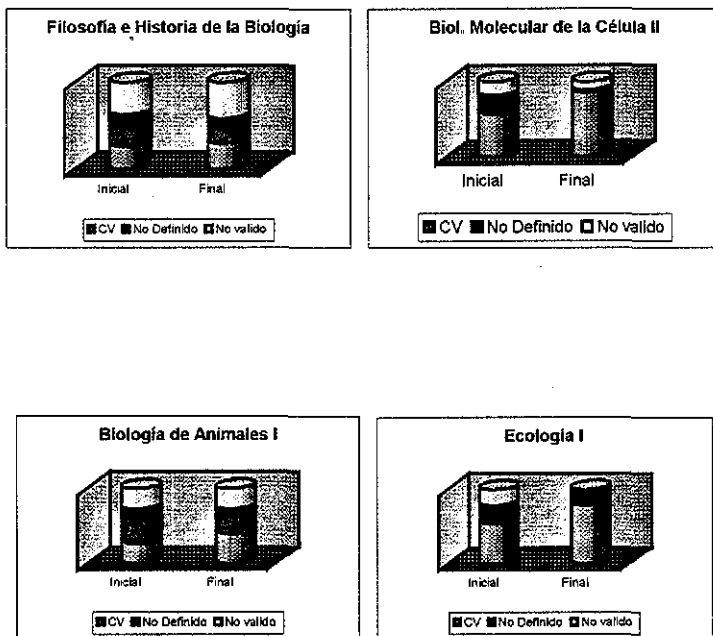 Filosofía e Historia de la Biología
Inicial Final
CV No Definido No valido
Biol. Molecular de la Célula II
Inicial Final
CV No Definido No valido
Biología de Animales I
Inicial Final
CV No Definido No valido
Ecología I
Inicial Final
CV No Definido No valido